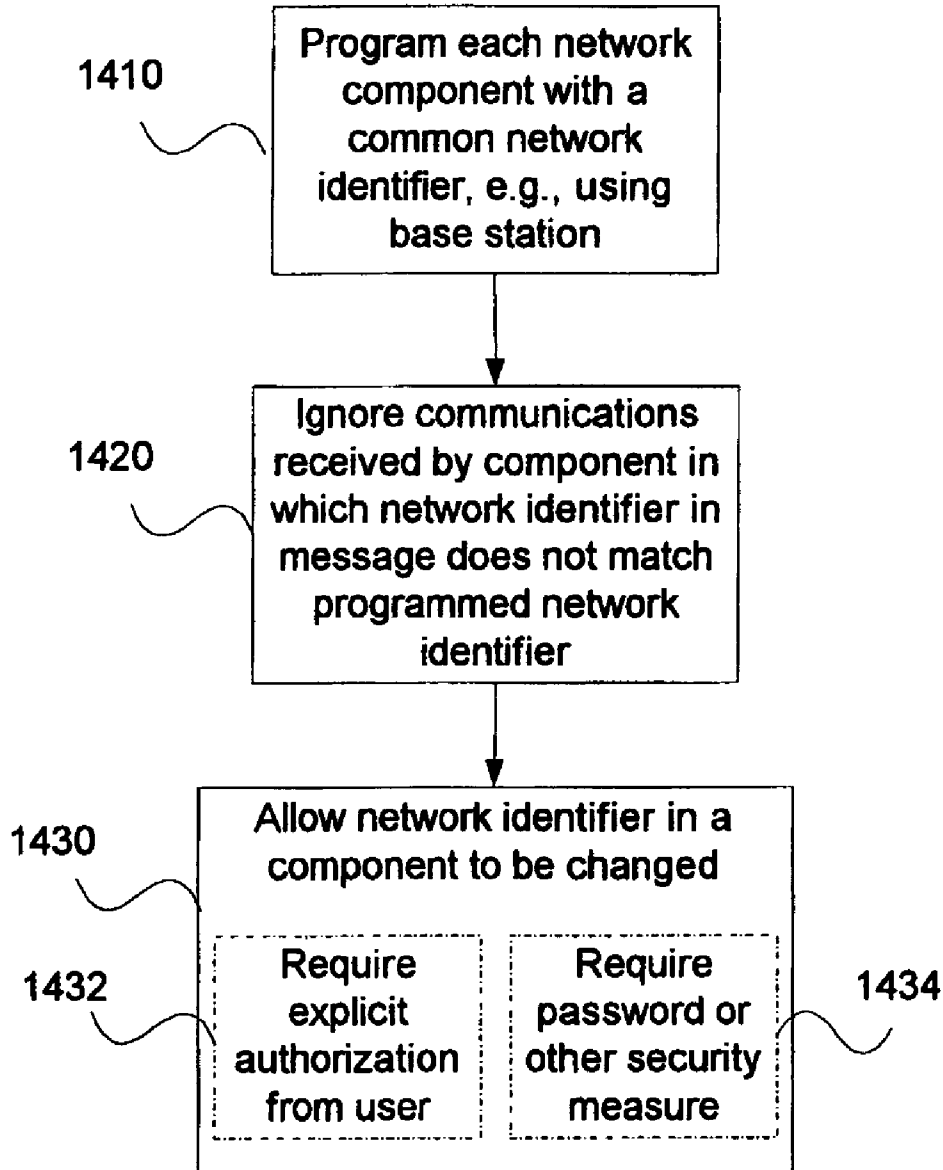 1410
Program each network
component with a
common network
identifier, e.g., using
base station
1420
Ignore communications
received by component in
which network identifier in
message does not match
programmed network
identifier
1430
Allow network identifier in a
component to be changed
1432
Require
explicit
authorization
from user
Require
password or
other security
measure
1434